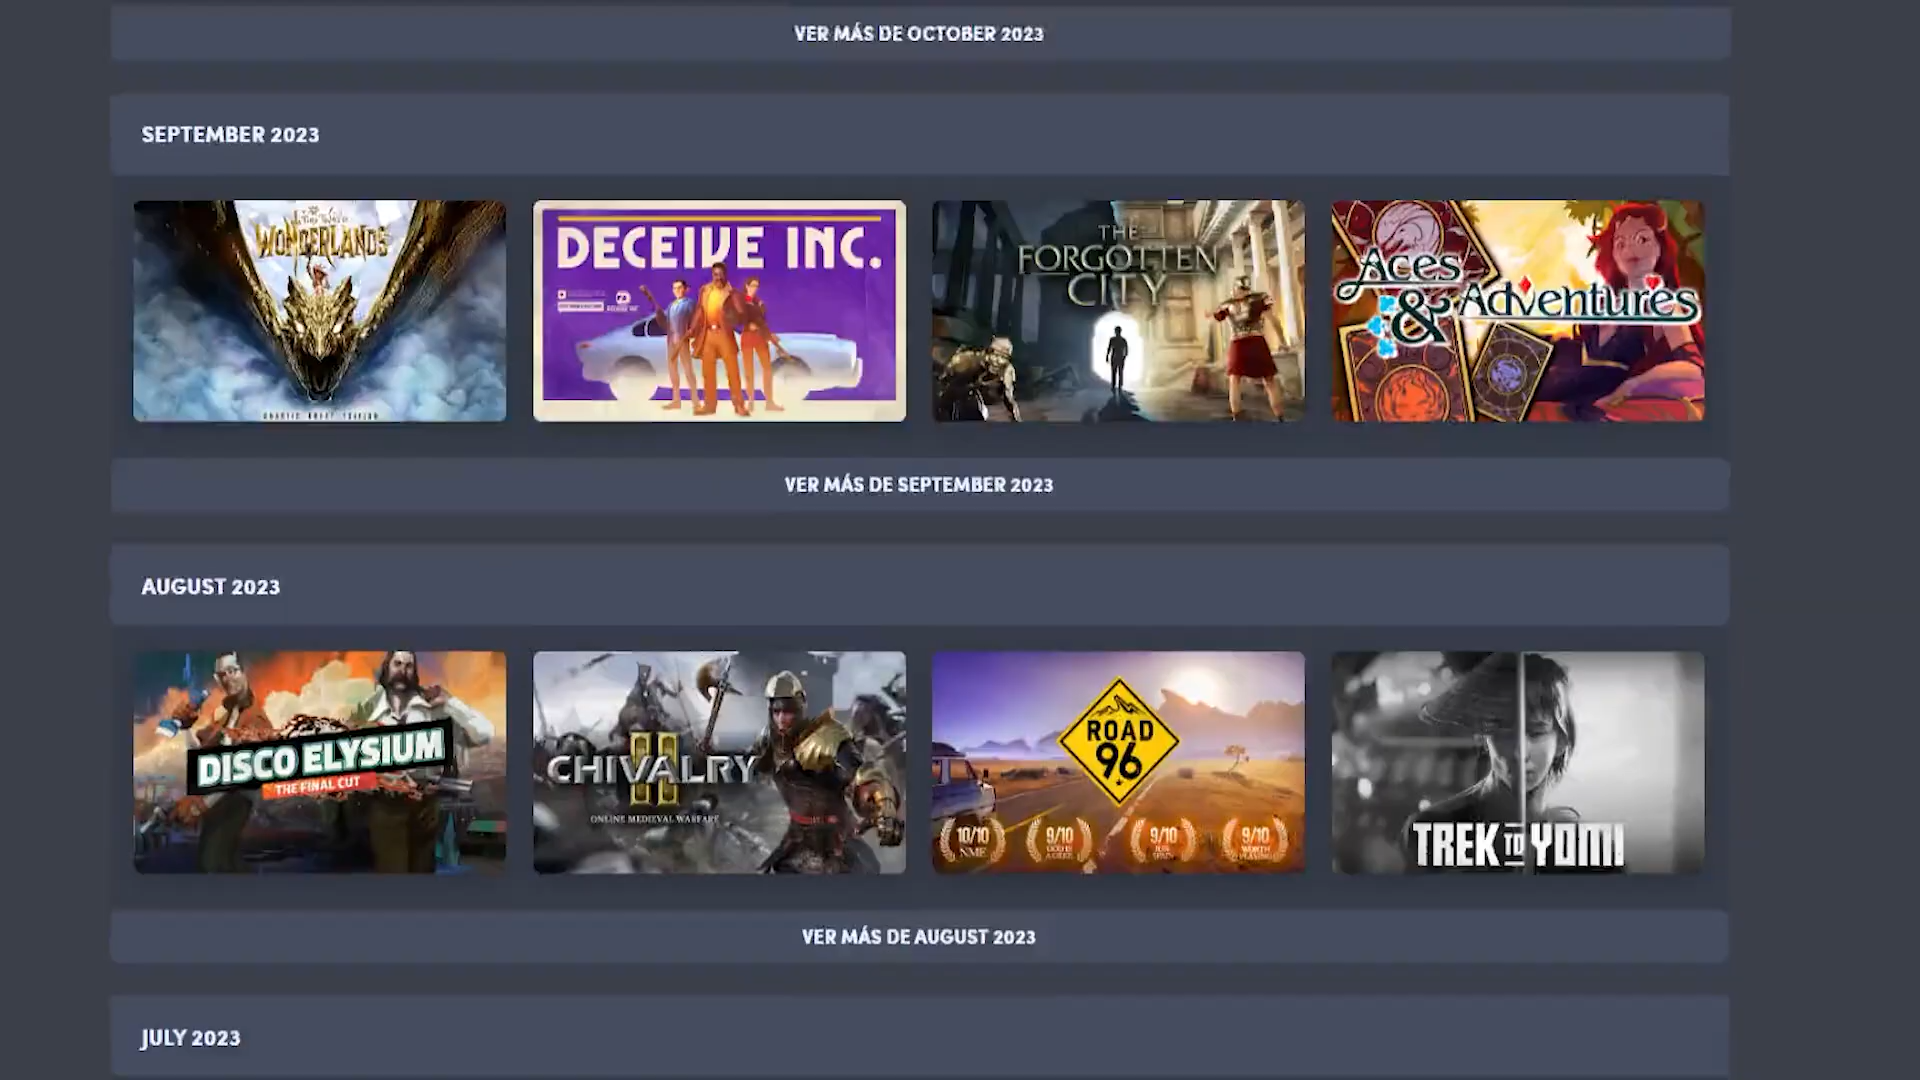 VER MÁS DE OCTOBER 2023
SEPTEMBER 2023
WONDERLANDS
DECEIVE INC.
THE
FORGOTTEN
CITY
Aces
& Adventures
VER MÁS DE SEPTEMBER 2023
AUGUST 2023
DISCO ELYSIUM
THE FINAL CUT
CHIVALRY
II
ONLINE MEDIEVAL WARFARE
ROAD
96
10/10
NME
9/10
9/10
9/10
TREK TO YOMI
VER MÁS DE AUGUST 2023
JULY 2023